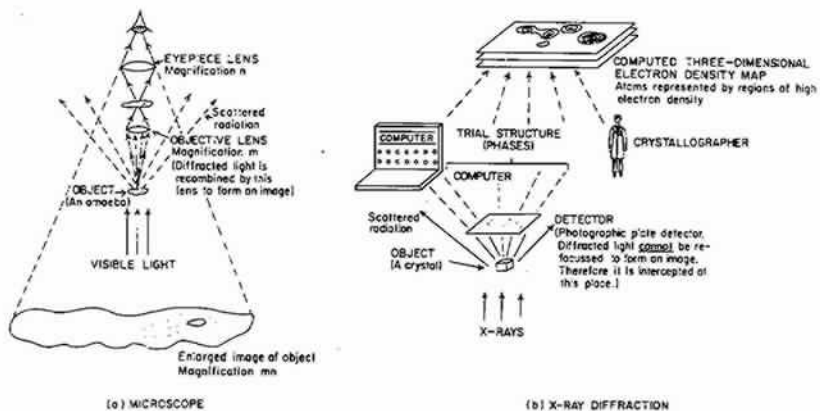 EYEPIECE LENS
Magnification n
Scattered
radiation
OBJECTIVE LENS
Magnification m
(Diffracted light is
recombined by this
lens to form an image)
OBJECT
(An amoeba)
VISIBLE LIGHT
Enlarged image of object
Magnification mn
(a) MICROSCOPE
COMPUTED THREE-DIMENSIONAL
ELECTRON DENSITY MAP
Atoms represented by regions of high
electron density
COMPUTER
TRIAL STRUCTURE
(PHASES)
CRYSTALLOGRAPHER
COMPUTER
Scattered
radiation
DETECTOR
(Photographic plate detector.
Diffracted light cannot be re-
focussed to form an image.
Therefore it is intercepted at
this place.)
OBJECT
(A crystal)
X-RAYS
(b) X-RAY DIFFRACTION